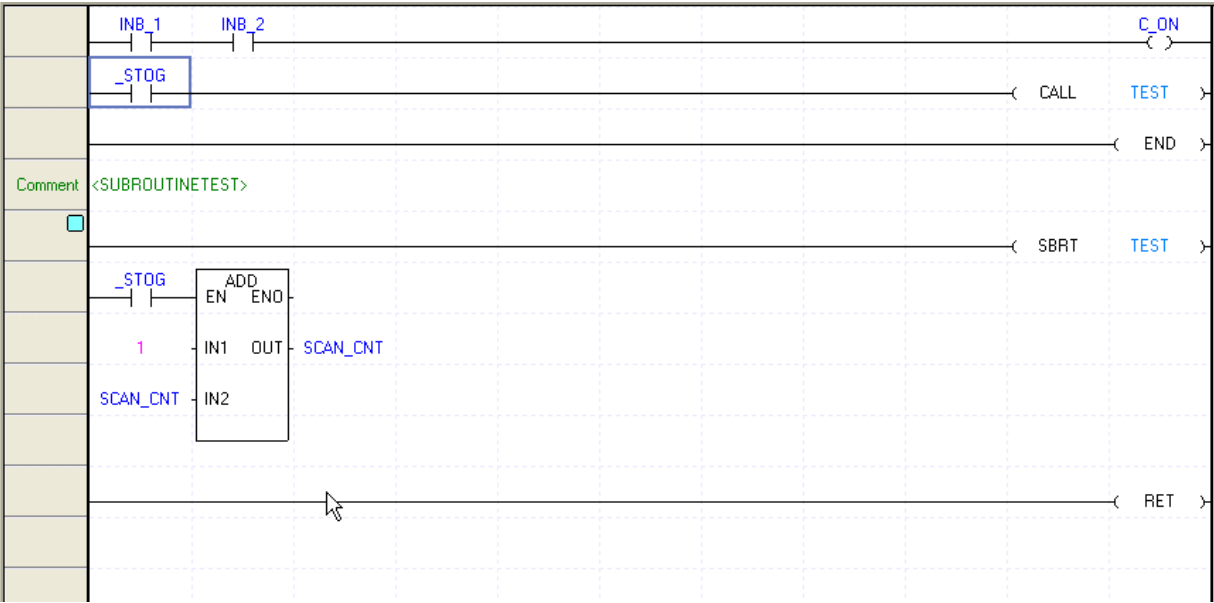 INB_1 INB_2 C_ON
_STOG CALL TEST
END
Comment <SUBROUTINETEST>
SBRT TEST
_STOG ADD
EN ENO
1 IN1 OUT SCAN_CNT
SCAN_CNT IN2
RET